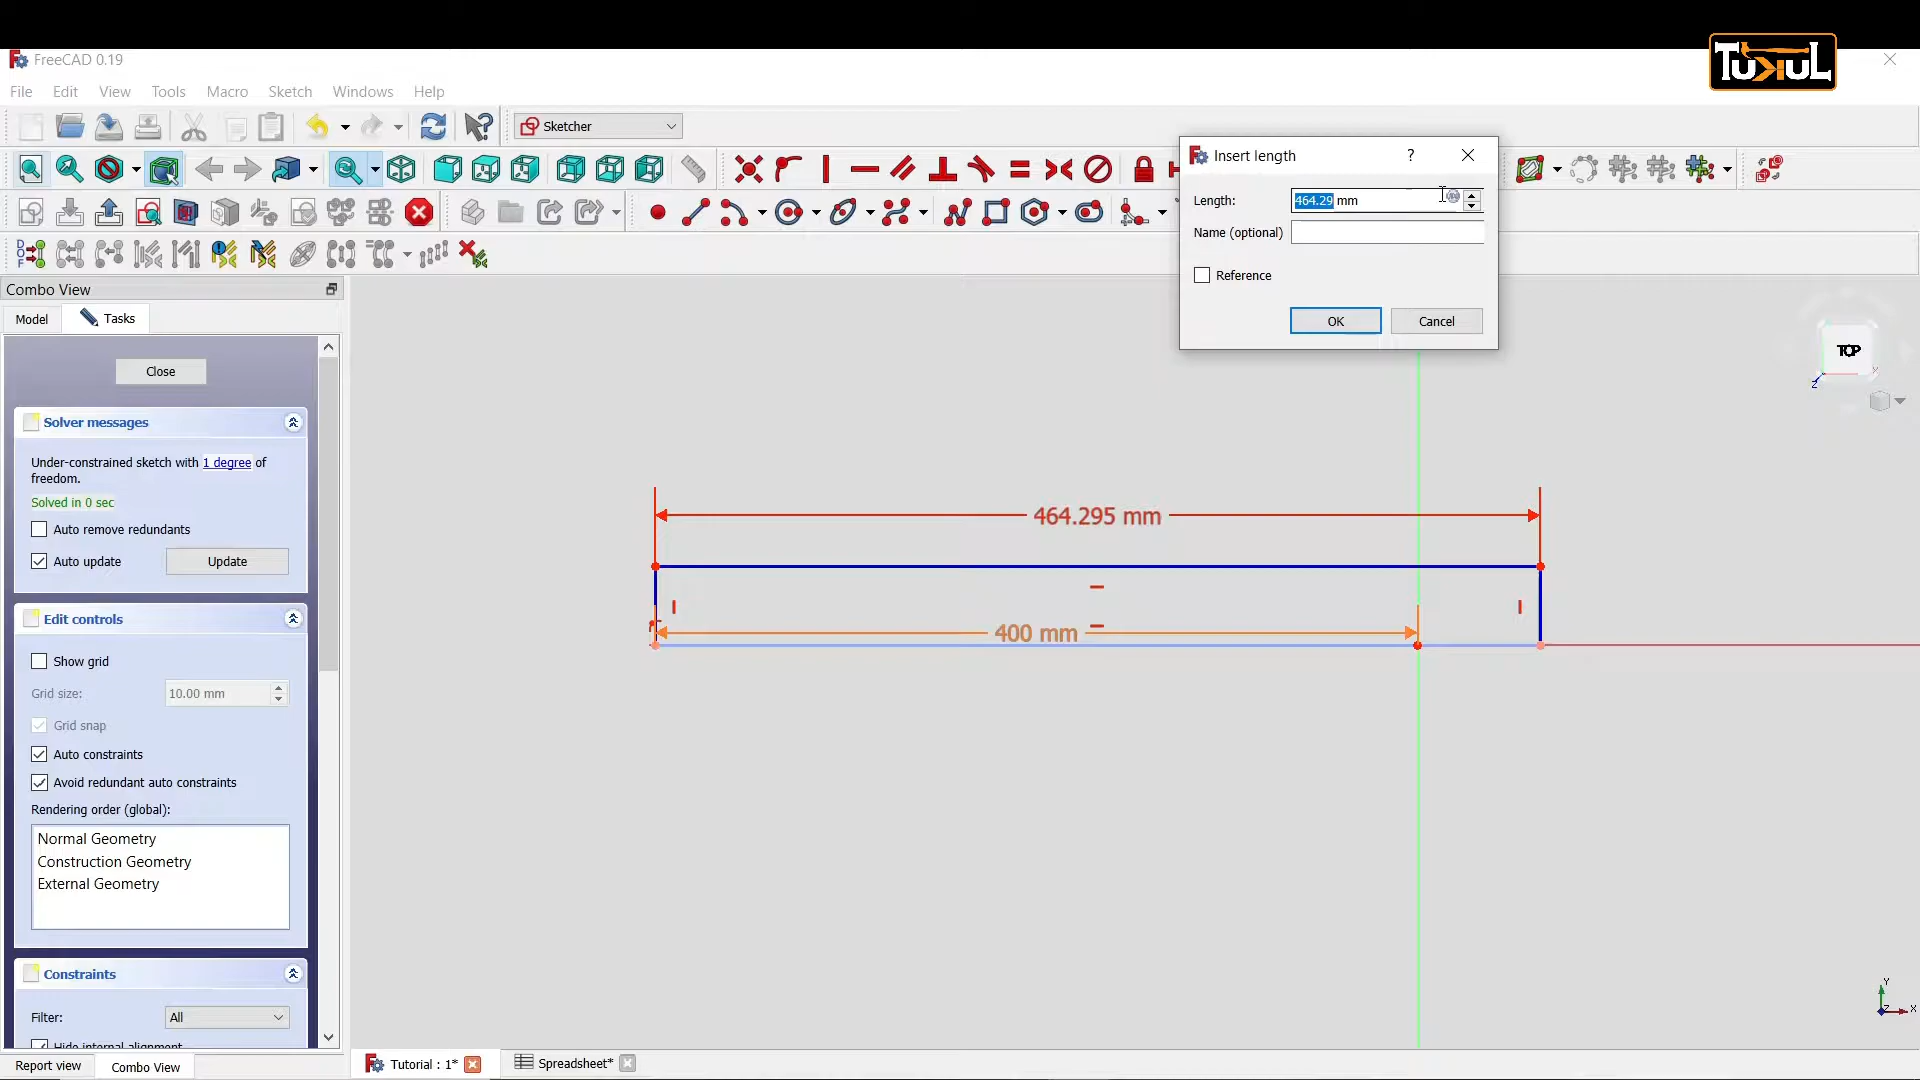 TUKUL
FreeCAD 0.19
File Edit View Tools Macro Sketch Windows Help
Sketcher
Insert length
?
Length: 464.29 mm
Name (optional)
Reference
OK Cancel
Combo View
Model Tasks
Close
Solver messages
Under-constrained sketch with 1 degree of
freedom.
Solved in 0 sec
Auto remove redundants
Auto update Update
Edit controls
Show grid
Grid size: 10.00 mm
Grid snap
Auto constraints
Avoid redundant auto constraints
Rendering order (global):
Normal Geometry
Construction Geometry
External Geometry
Constraints
Filter: All
Hide internal alignment
464.295 mm
400 mm
TOP
Z
Y
X
Report view Combo View
Tutorial : 1* Spreadsheet*